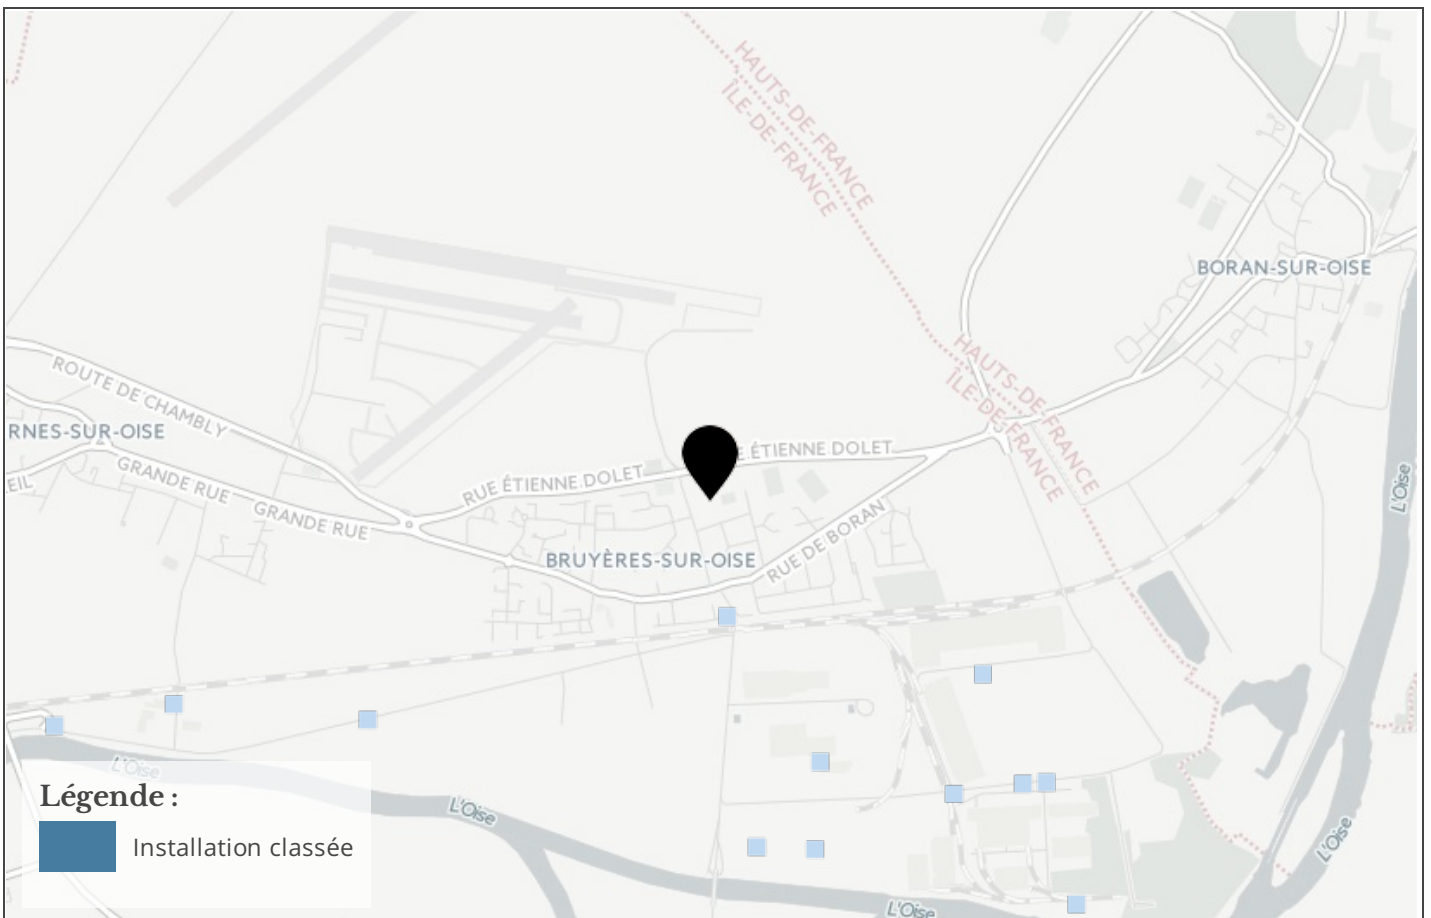 HAUTS-DE-FRANCE
ÎLE-DE-FRANCE
BORAN-SUR-OISE
ROUTE DE CHAMBLY
HAUTS-DE-FRANCE
ÎLE-DE-FRANCE
RNES-SUR-OISE
E ÉTIENNE DOLET
RUE ÉTIENNE DOLET
GRANDE RUE
EIL
GRANDE RUE
L'Oise
RUE DE BORAN
BRUYÈRES-SUR-OISE
L'Oise
Légende :
L'Oise
Installation classée
L'Oise
L'Oise